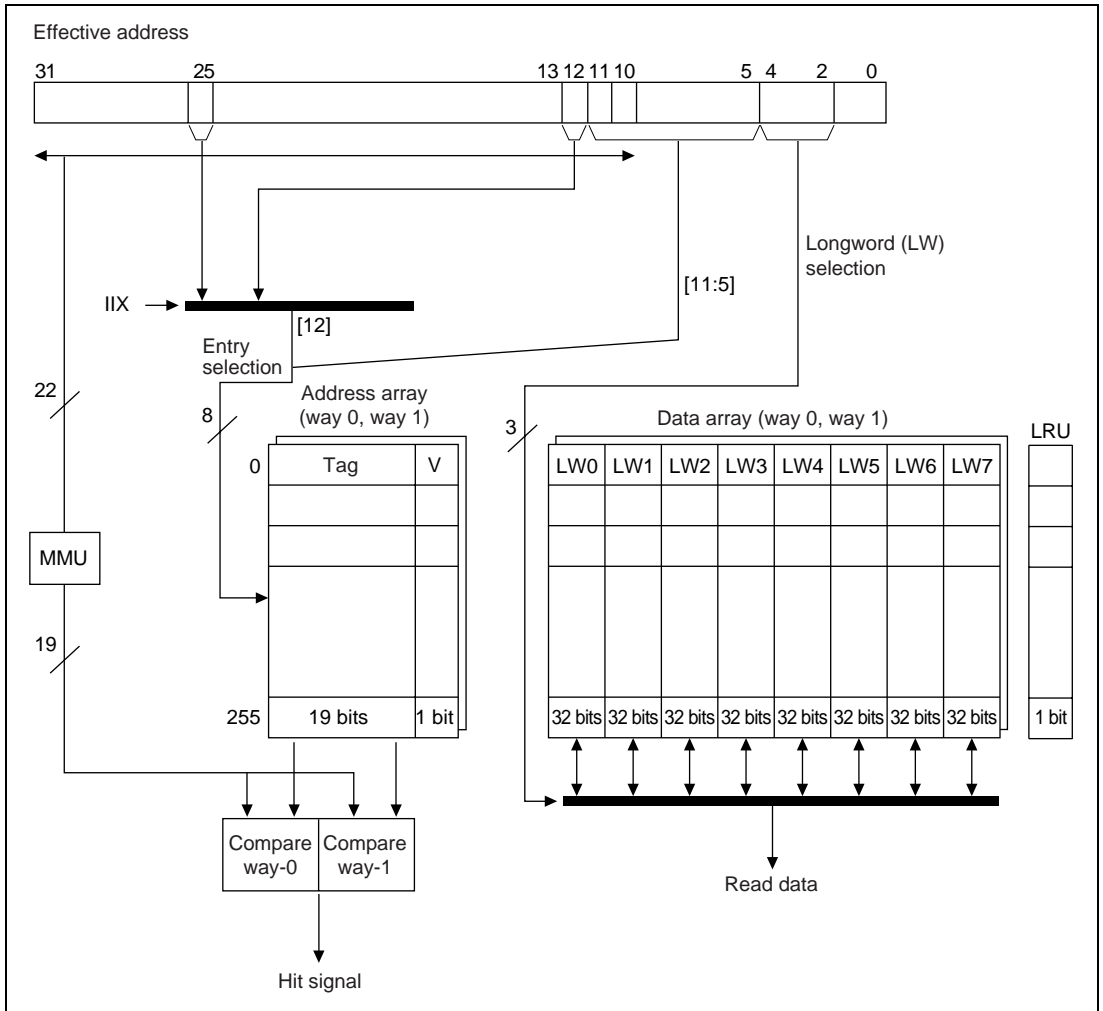 Effective address
31 25 13 12 11 10 5 4 2 0
Longword (LW)
selection
[11:5]
IIX
[12]
Entry
selection
22
8
Address array
(way 0, way 1)
3
Data array (way 0, way 1)
LRU
0 Tag V
LW0 LW1 LW2 LW3 LW4 LW5 LW6 LW7
MMU
19
255 19 bits 1 bit
32 bits 32 bits 32 bits 32 bits 32 bits 32 bits 32 bits 32 bits
1 bit
Compare
way-0
Compare
way-1
Read data
Hit signal